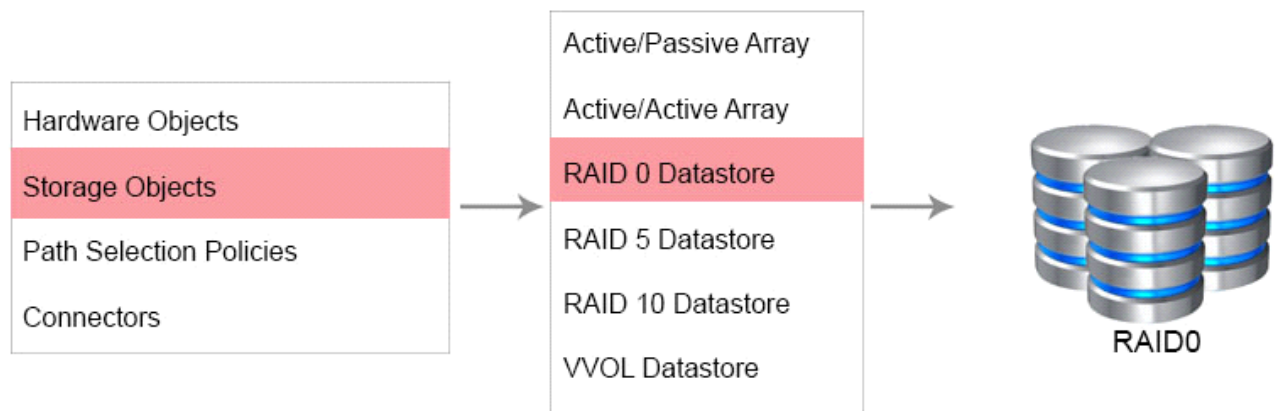 Hardware Objects
Storage Objects
Path Selection Policies
Connectors
Active/Passive Array
Active/Active Array
RAID 0 Datastore
RAID 5 Datastore
RAID 10 Datastore
VVOL Datastore
RAID0